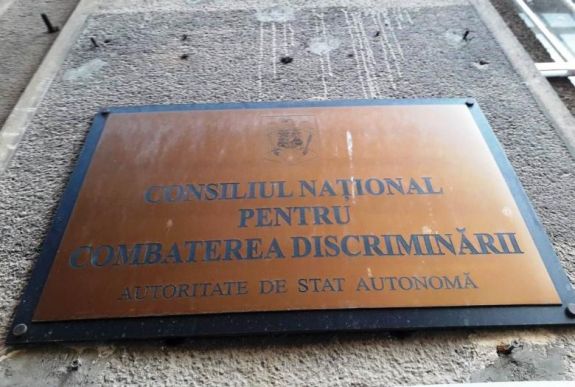 CONSILIUL NAȚIONAL
PENTRU
COMBATEREA DISCRIMINĂRII
AUTORITATE DE STAT AUTONOMĂ